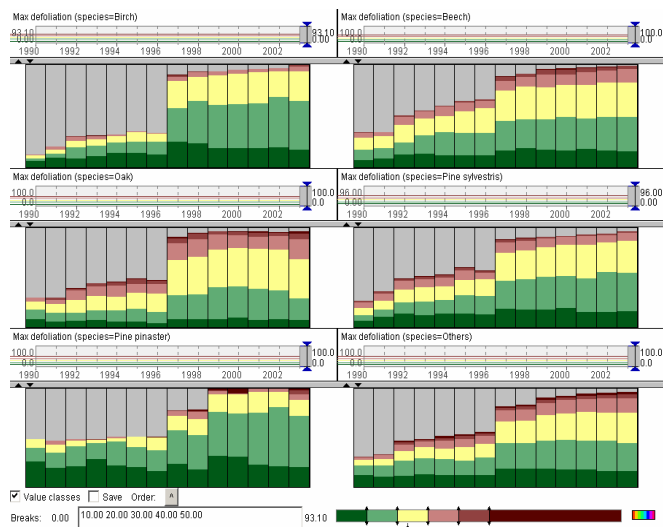 Max defoliation (species=Birch)
93.10 0.00 93.10 0.00
1990 1992 1994 1996 2000 2002
Max defoliation (species=Beech)
100.0 0.0 100.0 0.0
1990 1992 1994 1996 2000 2002
Max defoliation (species=Oak)
100.0 0.0 100.0 0.0
1990 1992 1994 1996 2000 2002
Max defoliation (species=Pine sylvestris)
96.00 0.00 96.00 0.00
1990 1992 1994 1996 2000 2002
Max defoliation (species=Pine pinaster)
100.0 0.0 100.0 0.0
1990 1992 1994 1996 2000 2002
Max defoliation (species=Others)
100.0 0.0 100.0 0.0
1990 1992 1994 1996 2000 2002
Value classes Save Order: ^
Breaks: 0.00 10.00 20.00 30.00 40.00 50.00 93.10